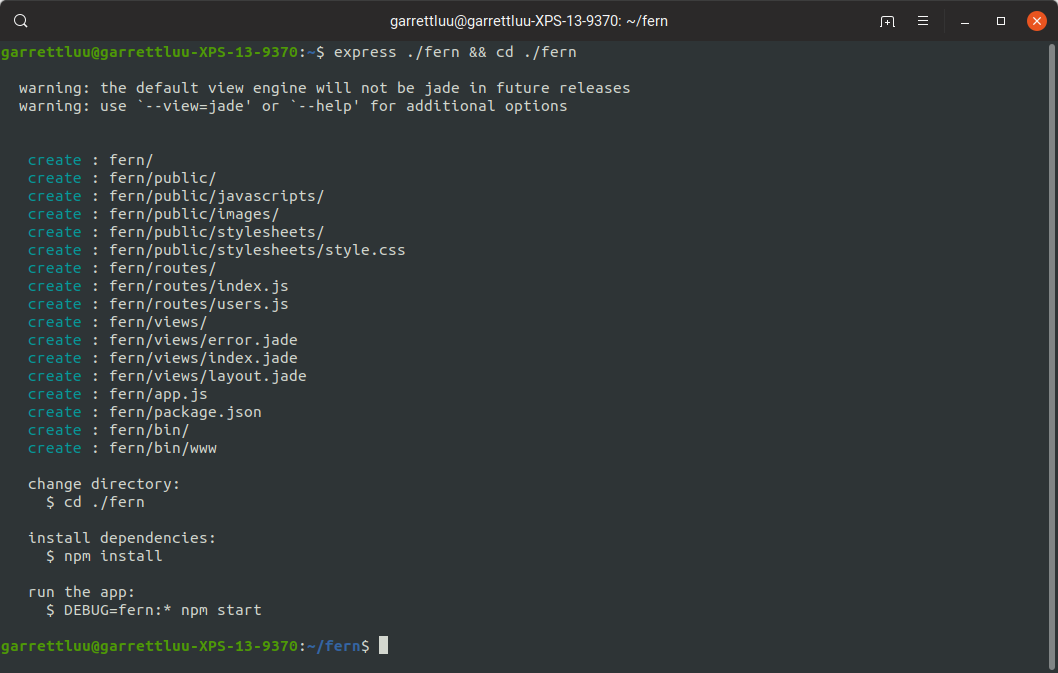 garrettluu@garrettluu-XPS-13-9370: ~/fern
garrettluu@garrettluu-XPS-13-9370:~$ express ./fern && cd ./fern
warning: the default view engine will not be jade in future releases
warning: use `--view=jade' or `--help' for additional options
create : fern/
create : fern/public/
create : fern/public/javascripts/
create : fern/public/images/
create : fern/public/stylesheets/
create : fern/public/stylesheets/style.css
create : fern/routes/
create : fern/routes/index.js
create : fern/routes/users.js
create : fern/views/
create : fern/views/error.jade
create : fern/views/index.jade
create : fern/views/layout.jade
create : fern/app.js
create : fern/package.json
create : fern/bin/
create : fern/bin/www
change directory:
$ cd ./fern
install dependencies:
$ npm install
run the app:
$ DEBUG=fern:* npm start
garrettluu@garrettluu-XPS-13-9370:~/fern$